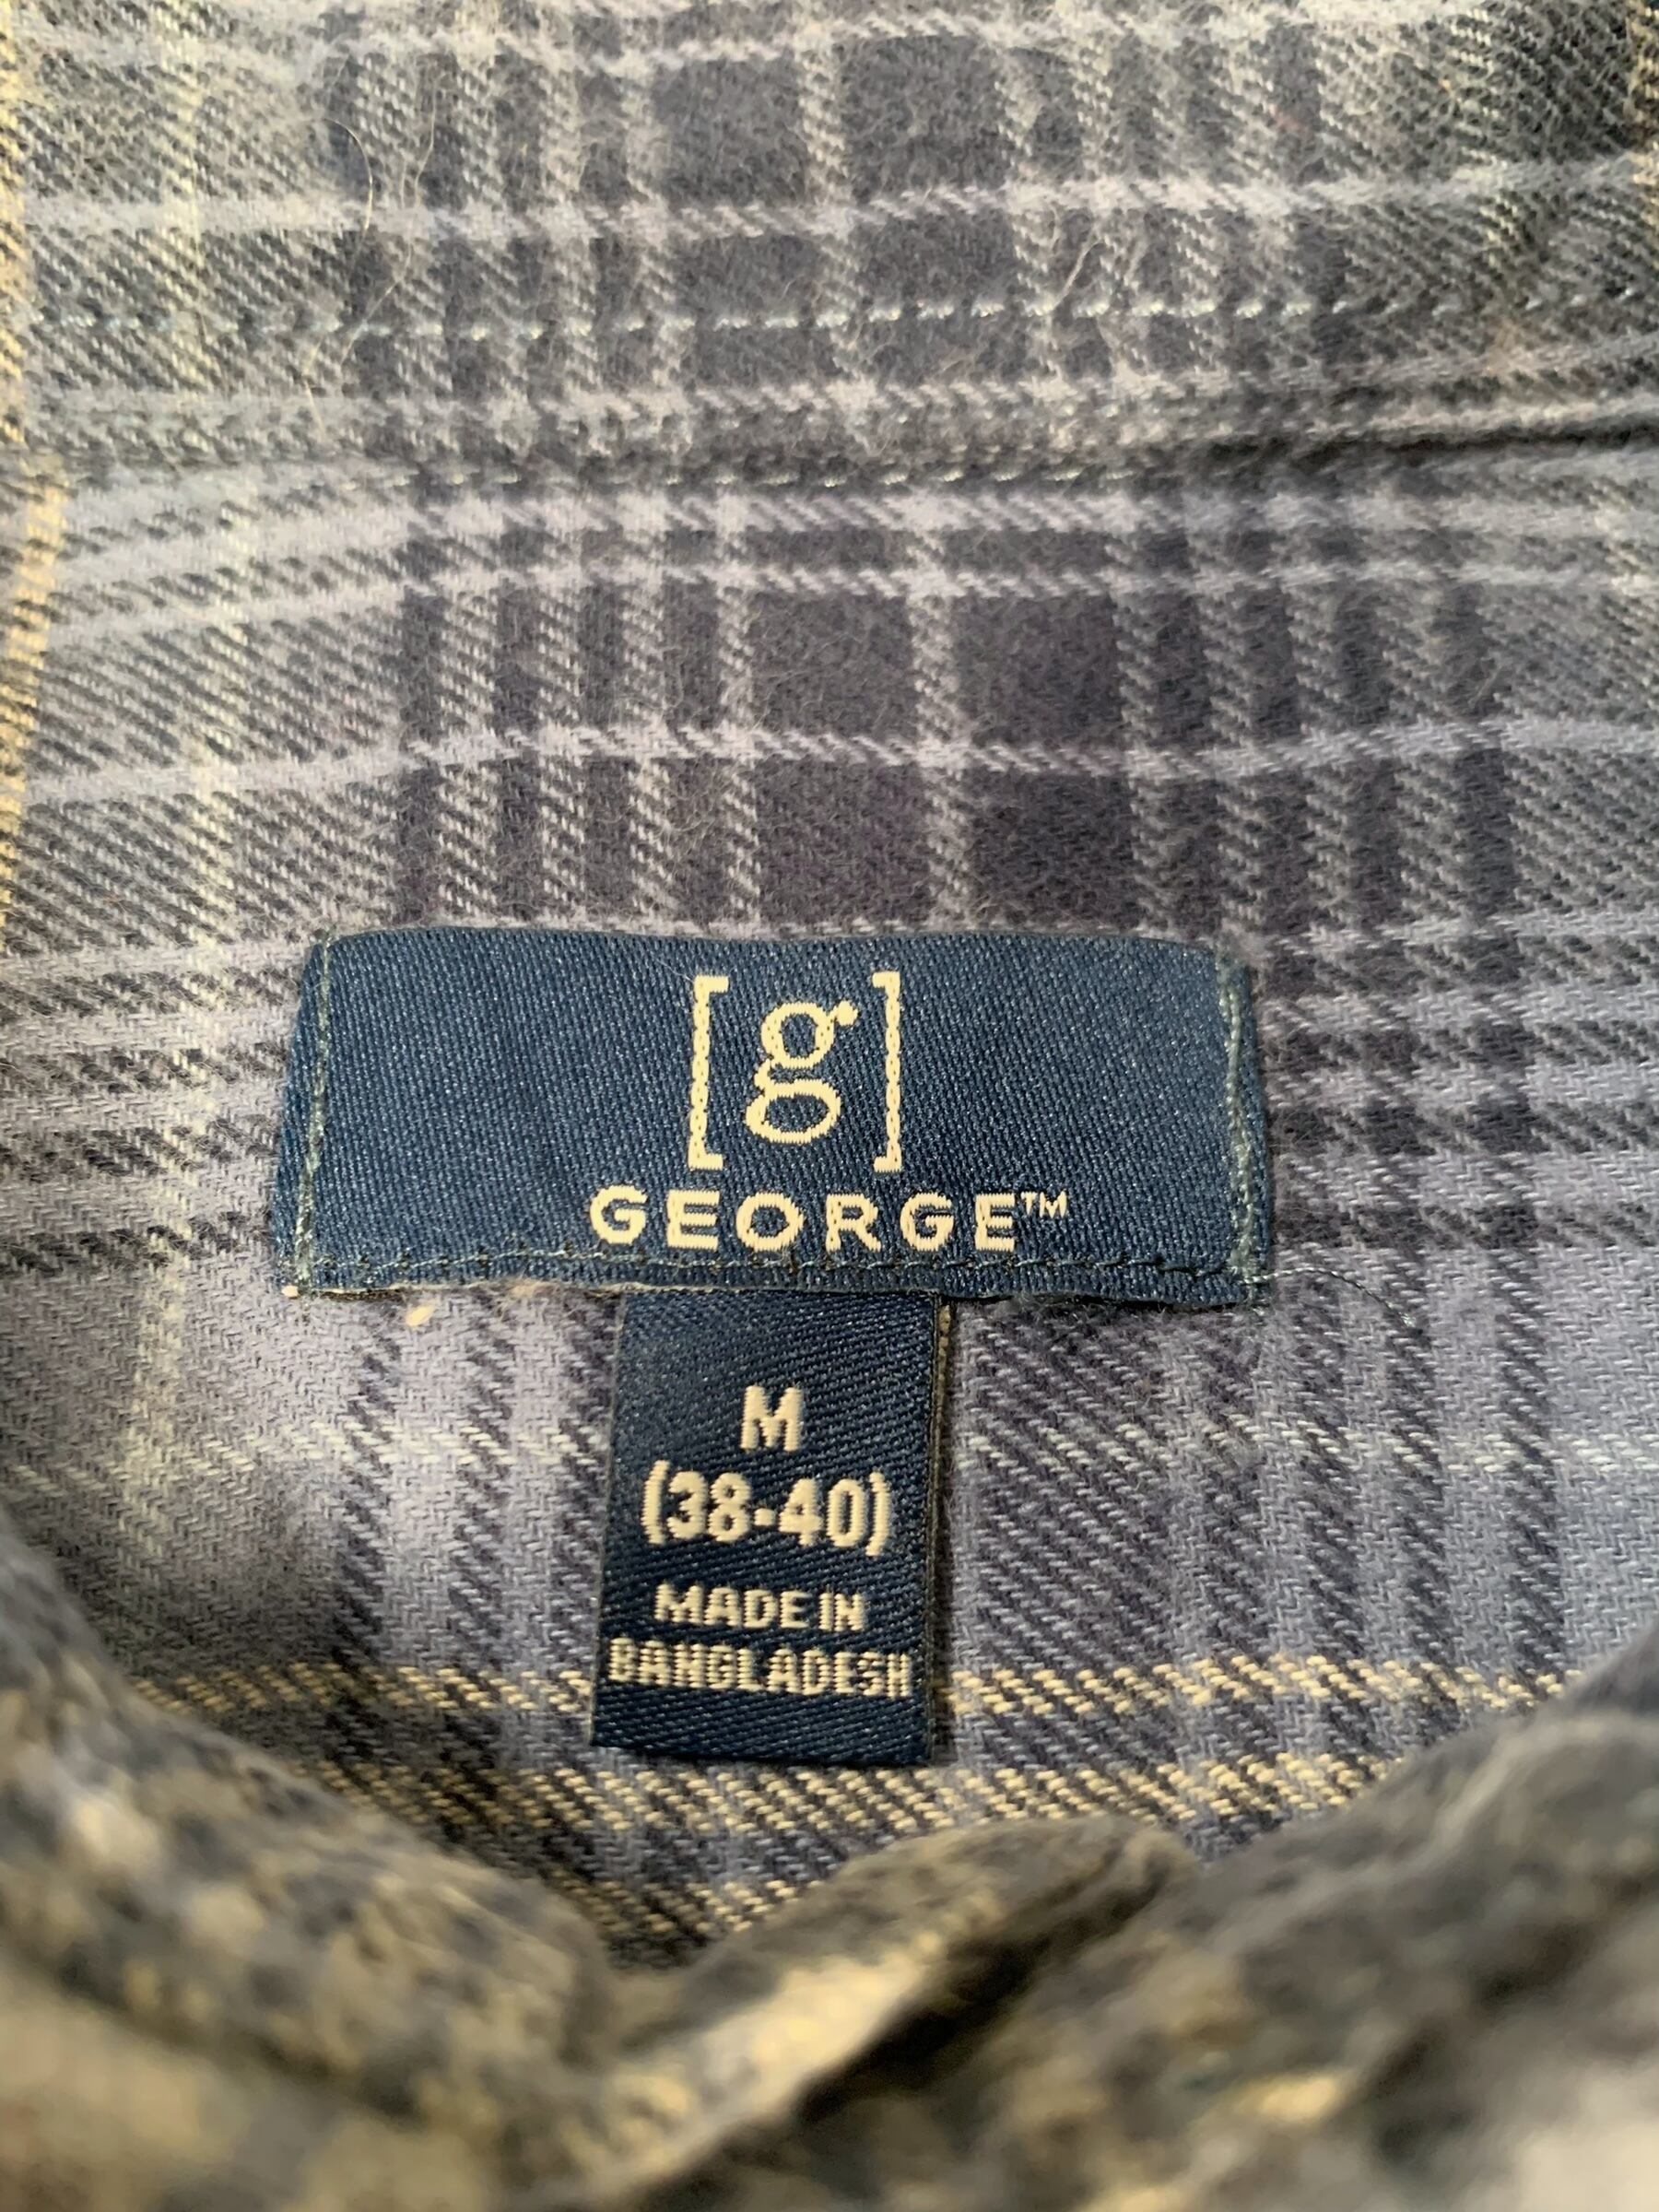 [g]
GEORGE™
M
(38-40)
MADE IN
BANGLADESH